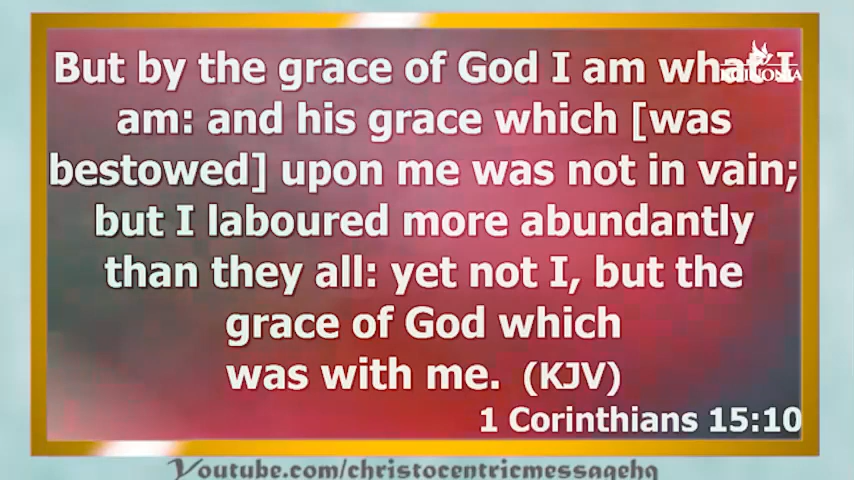 But by the grace of God I am what I
am: and his grace which [was
bestowed] upon me was not in vain;
but I laboured more abundantly
than they all: yet not I, but the
grace of God which
was with me. (KJV)
1 Corinthians 15:10
Youtube.com/christocentricmessagehq